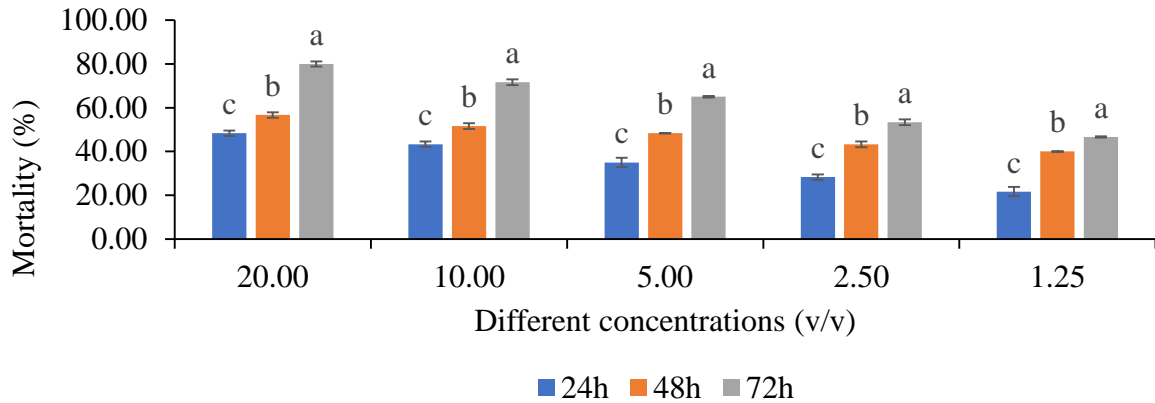 Mortality (%)
100.00
80.00
60.00
40.00
20.00
0.00
c b a
c b a
c b a
c b a
c b a
20.00 10.00 5.00 2.50 1.25
Different concentrations (v/v)
24h 48h 72h